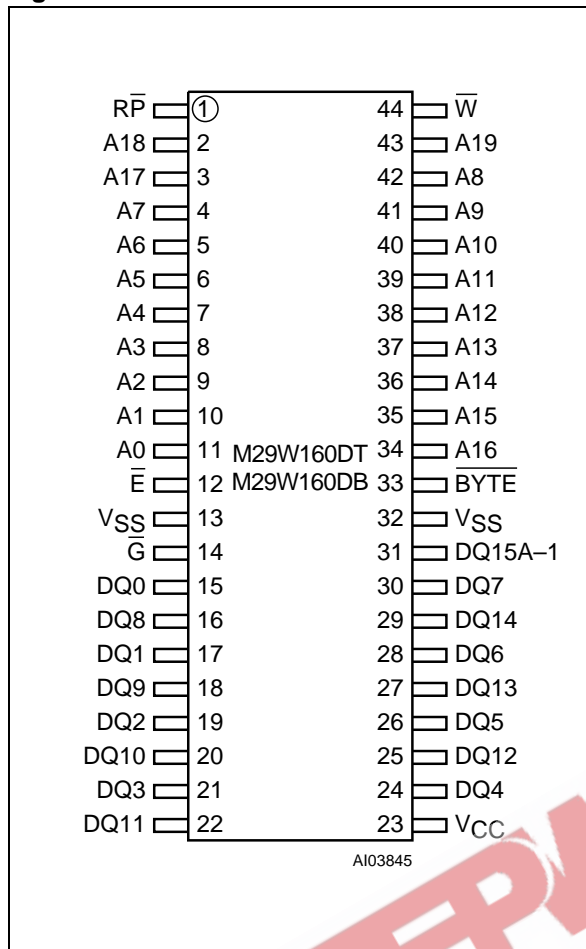 RP̅ 1 44 W̅
A18 2 43 A19
A17 3 42 A8
A7 4 41 A9
A6 5 40 A10
A5 6 39 A11
A4 7 38 A12
A3 8 37 A13
A2 9 36 A14
A1 10 35 A15
A0 11 M29W160DT 34 A16
E̅ 12 M29W160DB 33 B̅Y̅T̅E̅
VSS 13 32 VSS
G̅ 14 31 DQ15A–1
DQ0 15 30 DQ7
DQ8 16 29 DQ14
DQ1 17 28 DQ6
DQ9 18 27 DQ13
DQ2 19 26 DQ5
DQ10 20 25 DQ12
DQ3 21 24 DQ4
DQ11 22 23 VCC
AI03845